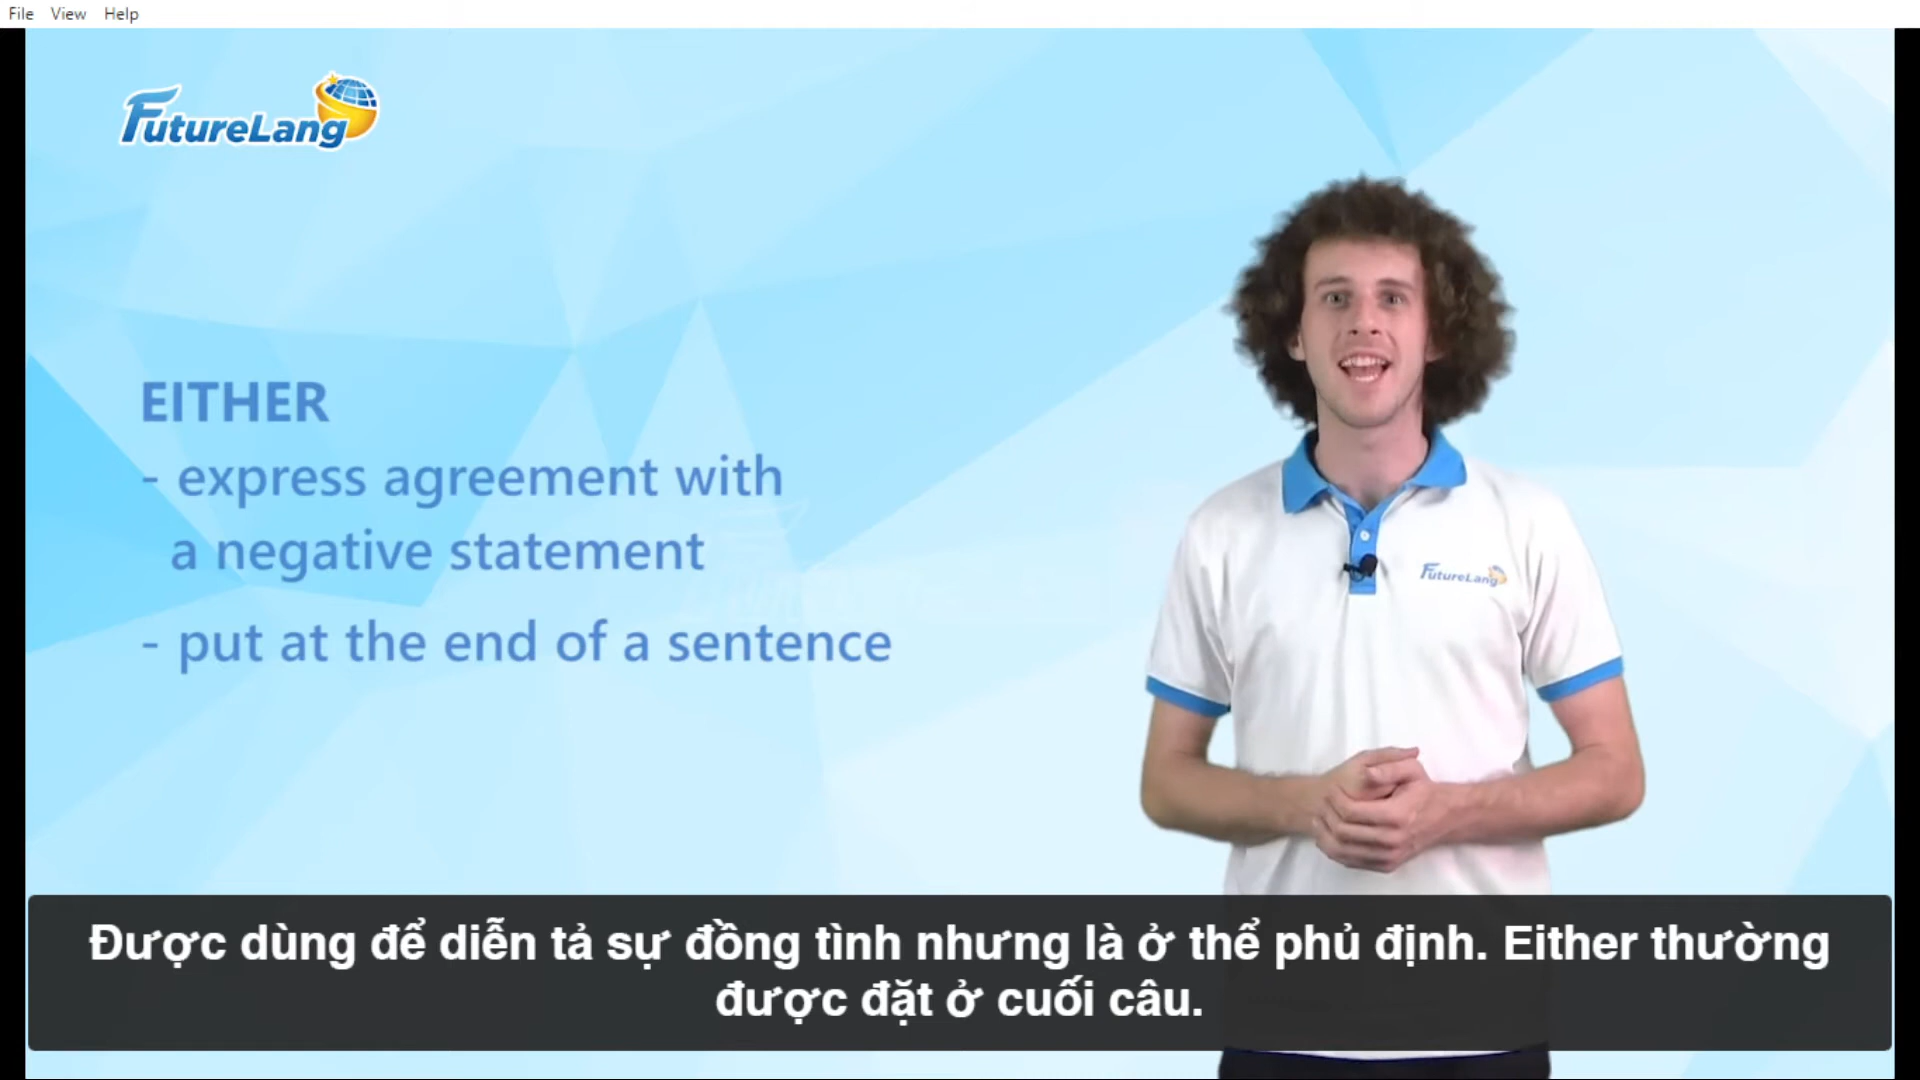 File View Help
FutureLang
EITHER
- express agreement with
a negative statement
- put at the end of a sentence
FutureLang
Được dùng để diễn tả sự đồng tình nhưng là ở thể phủ định. Either thường
được đặt ở cuối câu.